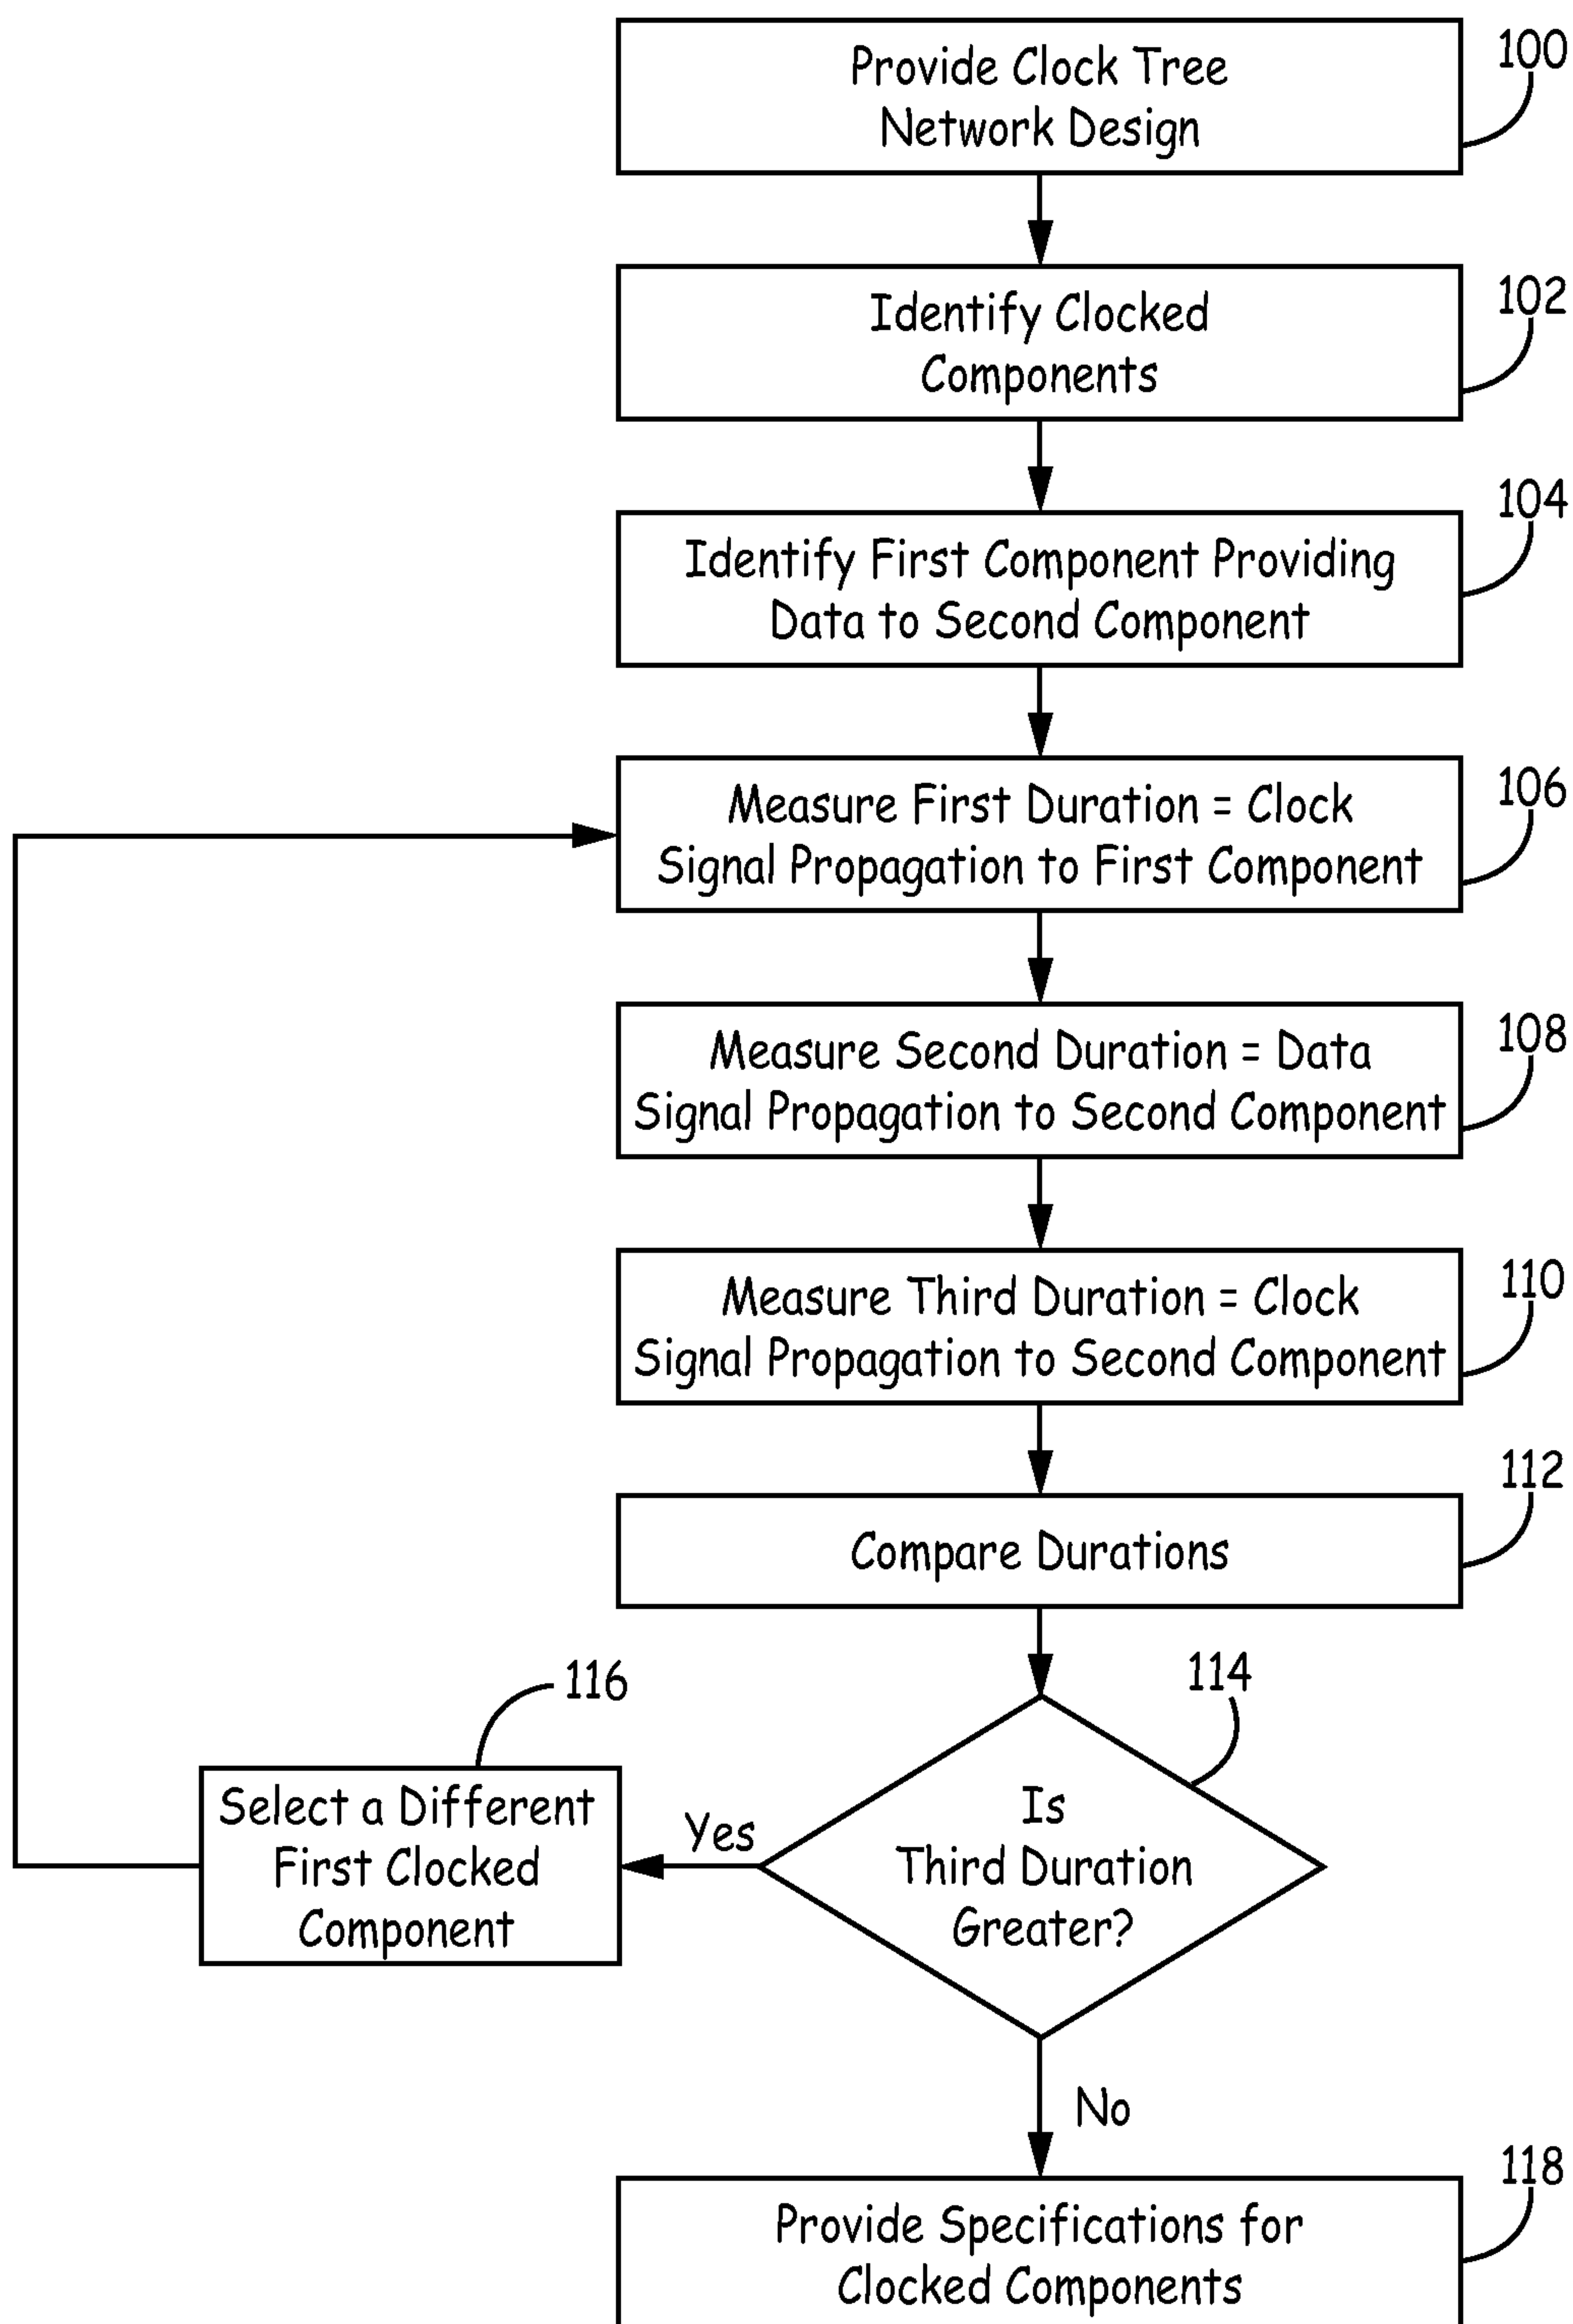 Provide Clock Tree
Network Design
100
Identify Clocked
Components
102
Identify First Component Providing
Data to Second Component
104
Measure First Duration = Clock
Signal Propagation to First Component
106
Measure Second Duration = Data
Signal Propagation to Second Component
108
Measure Third Duration = Clock
Signal Propagation to Second Component
110
Compare Durations
112
Is
Third Duration
Greater?
114
Yes
Select a Different
First Clocked
Component
116
No
Provide Specifications for
Clocked Components
118